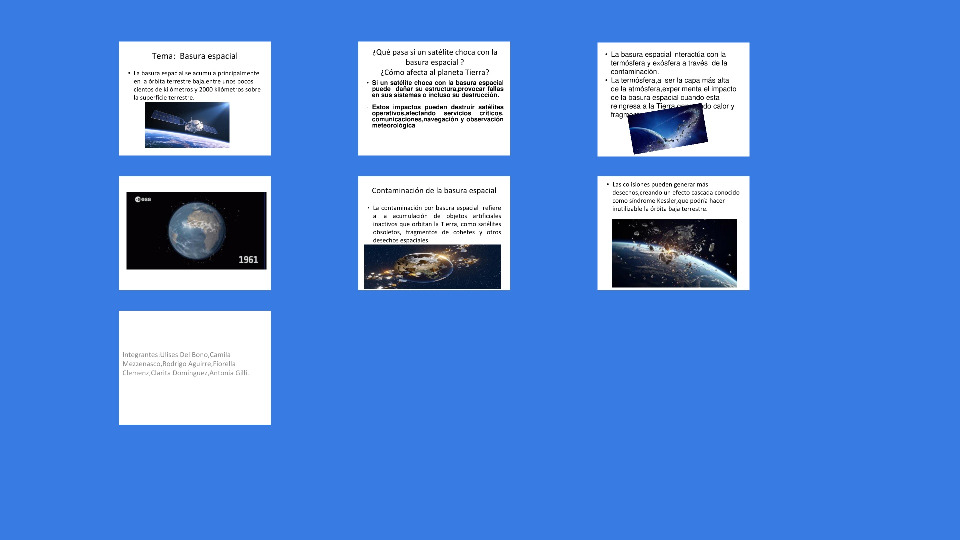 Tema: Basura espacial
• La basura espacial se acumula principalmente
en la órbita terrestre baja entre unos pocos
cientos de kilómetros y 2000 kilómetros sobre
la superficie terrestre.
¿Qué pasa si un satélite choca con la
basura espacial ?
¿Cómo afecta al planeta Tierra?
• Si un satélite choca con la basura espacial
puede dañar su estructura,provocar fallas
en sus sistemas o incluso su destrucción.
Estos impactos pueden destruir satélites
operativos,afectando servicios críticos.
comunicaciones,navegación y observación
meteorológica
• La basura espacial interactúa con la
termósfera y exósfera a través de la
contaminación.
• La termósfera,al ser la capa más alta
de la atmósfera,experimenta el impacto
de la basura espacial cuando esta
reingresa a la Tierra calor y
esa
1961
Contaminación de la basura espacial
• La contaminación por basura espacial refiere
a la acumulación de objetos artificiales
inactivos que orbitan la Tierra, como satélites
obsoletos, fragmentos de cohetes y otros
desechos espaciales
• Las colisiones pueden generar mas
desechos,creando un efecto cascada conocido
como síndrome Kessler,que podría hacer
inutilizable la órbita baja terrestre.
Integrantes:Ulises Del Bono,Camila
Mezzenasco,Rodrigo Aguirre,Fiorella
Clemenz,Clarita Dominguez,Antonia Gilli